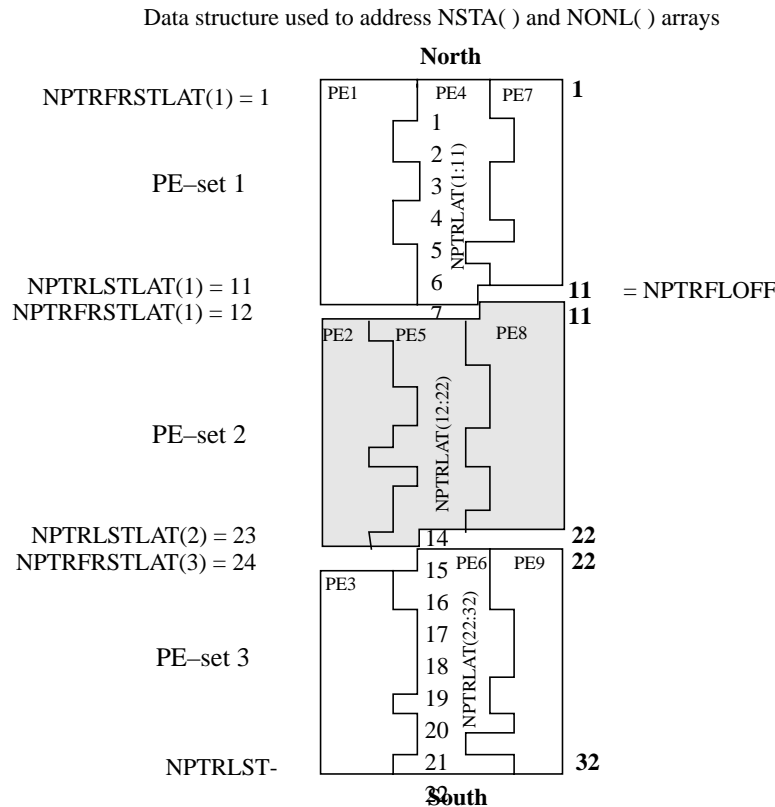 Data structure used to address NSTA( ) and NONL( ) arrays
North
NPTRFRSTLAT(1) = 1
PE1
PE4
PE7
1
1
2
PE–set 1
3
NPTRLAT(1:11)
4
5
NPTRLSTLAT(1) = 11
6
11
= NPTRFLOFF
NPTRFRSTLAT(1) = 12
7
11
PE2
PE5
PE8
PE–set 2
NPTRLAT(12:22)
NPTRLSTLAT(2) = 23
14
22
NPTRFRSTLAT(3) = 24
15
PE6
PE9
22
PE3
16
17
PE–set 3
18
NPTRLAT(22:32)
19
20
NPTRLST-
21
32
22
South